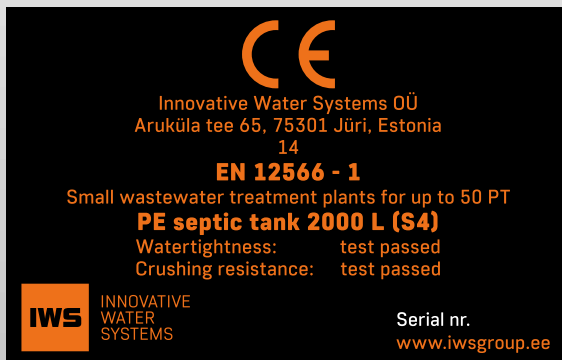 CE
Innovative Water Systems OÜ
Aruküla tee 65, 75301 Jüri, Estonia
14
EN 12566 - 1
Small wastewater treatment plants for up to 50 PT
PE septic tank 2000 L (S4)
Watertightness: test passed
Crushing resistance: test passed
IWS
INNOVATIVE
WATER
SYSTEMS
Serial nr.
www.iwsgroup.ee